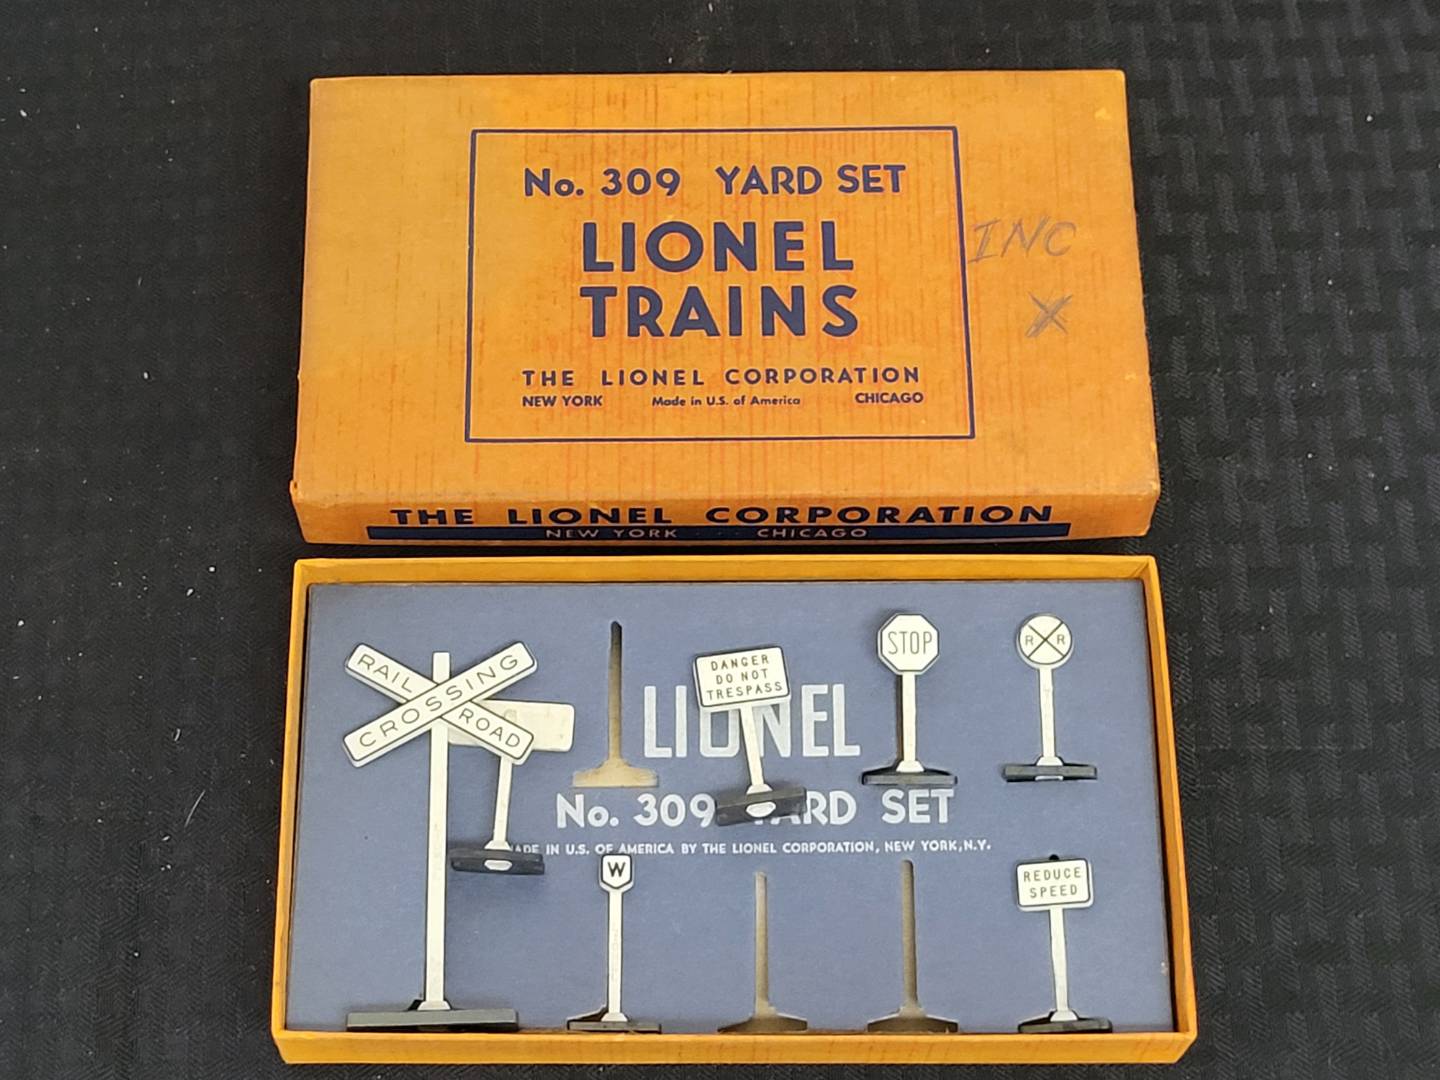 No. 309 YARD SET
LIONEL
TRAINS
THE LIONEL CORPORATION
NEW YORK Made in U.S. of America CHICAGO
INC
X
THE LIONEL CORPORATION
NEW YORK CHICAGO
RAIL ROAD
CROSSING
DANGER
DO NOT
TRESPASS
STOP
R R
LIONEL
No. 309 YARD SET
MADE IN U.S. OF AMERICA BY THE LIONEL CORPORATION, NEW YORK, N.Y.
W
REDUCE
SPEED